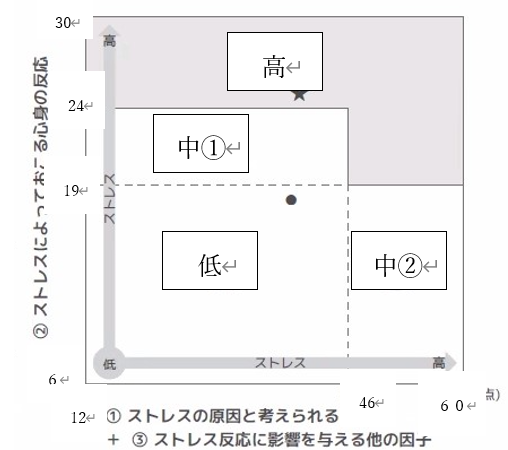 30↵
高
高↵
24↵
中①↵
19↵
ストレス
② ストレスによっておこる心身の反応
低↵
中②↵
低
ストレス
高
6↵
46↵
6 0↵
点)
12↵
① ストレスの原因と考えられる
+ ③ ストレス反応に影響を与える他の因子